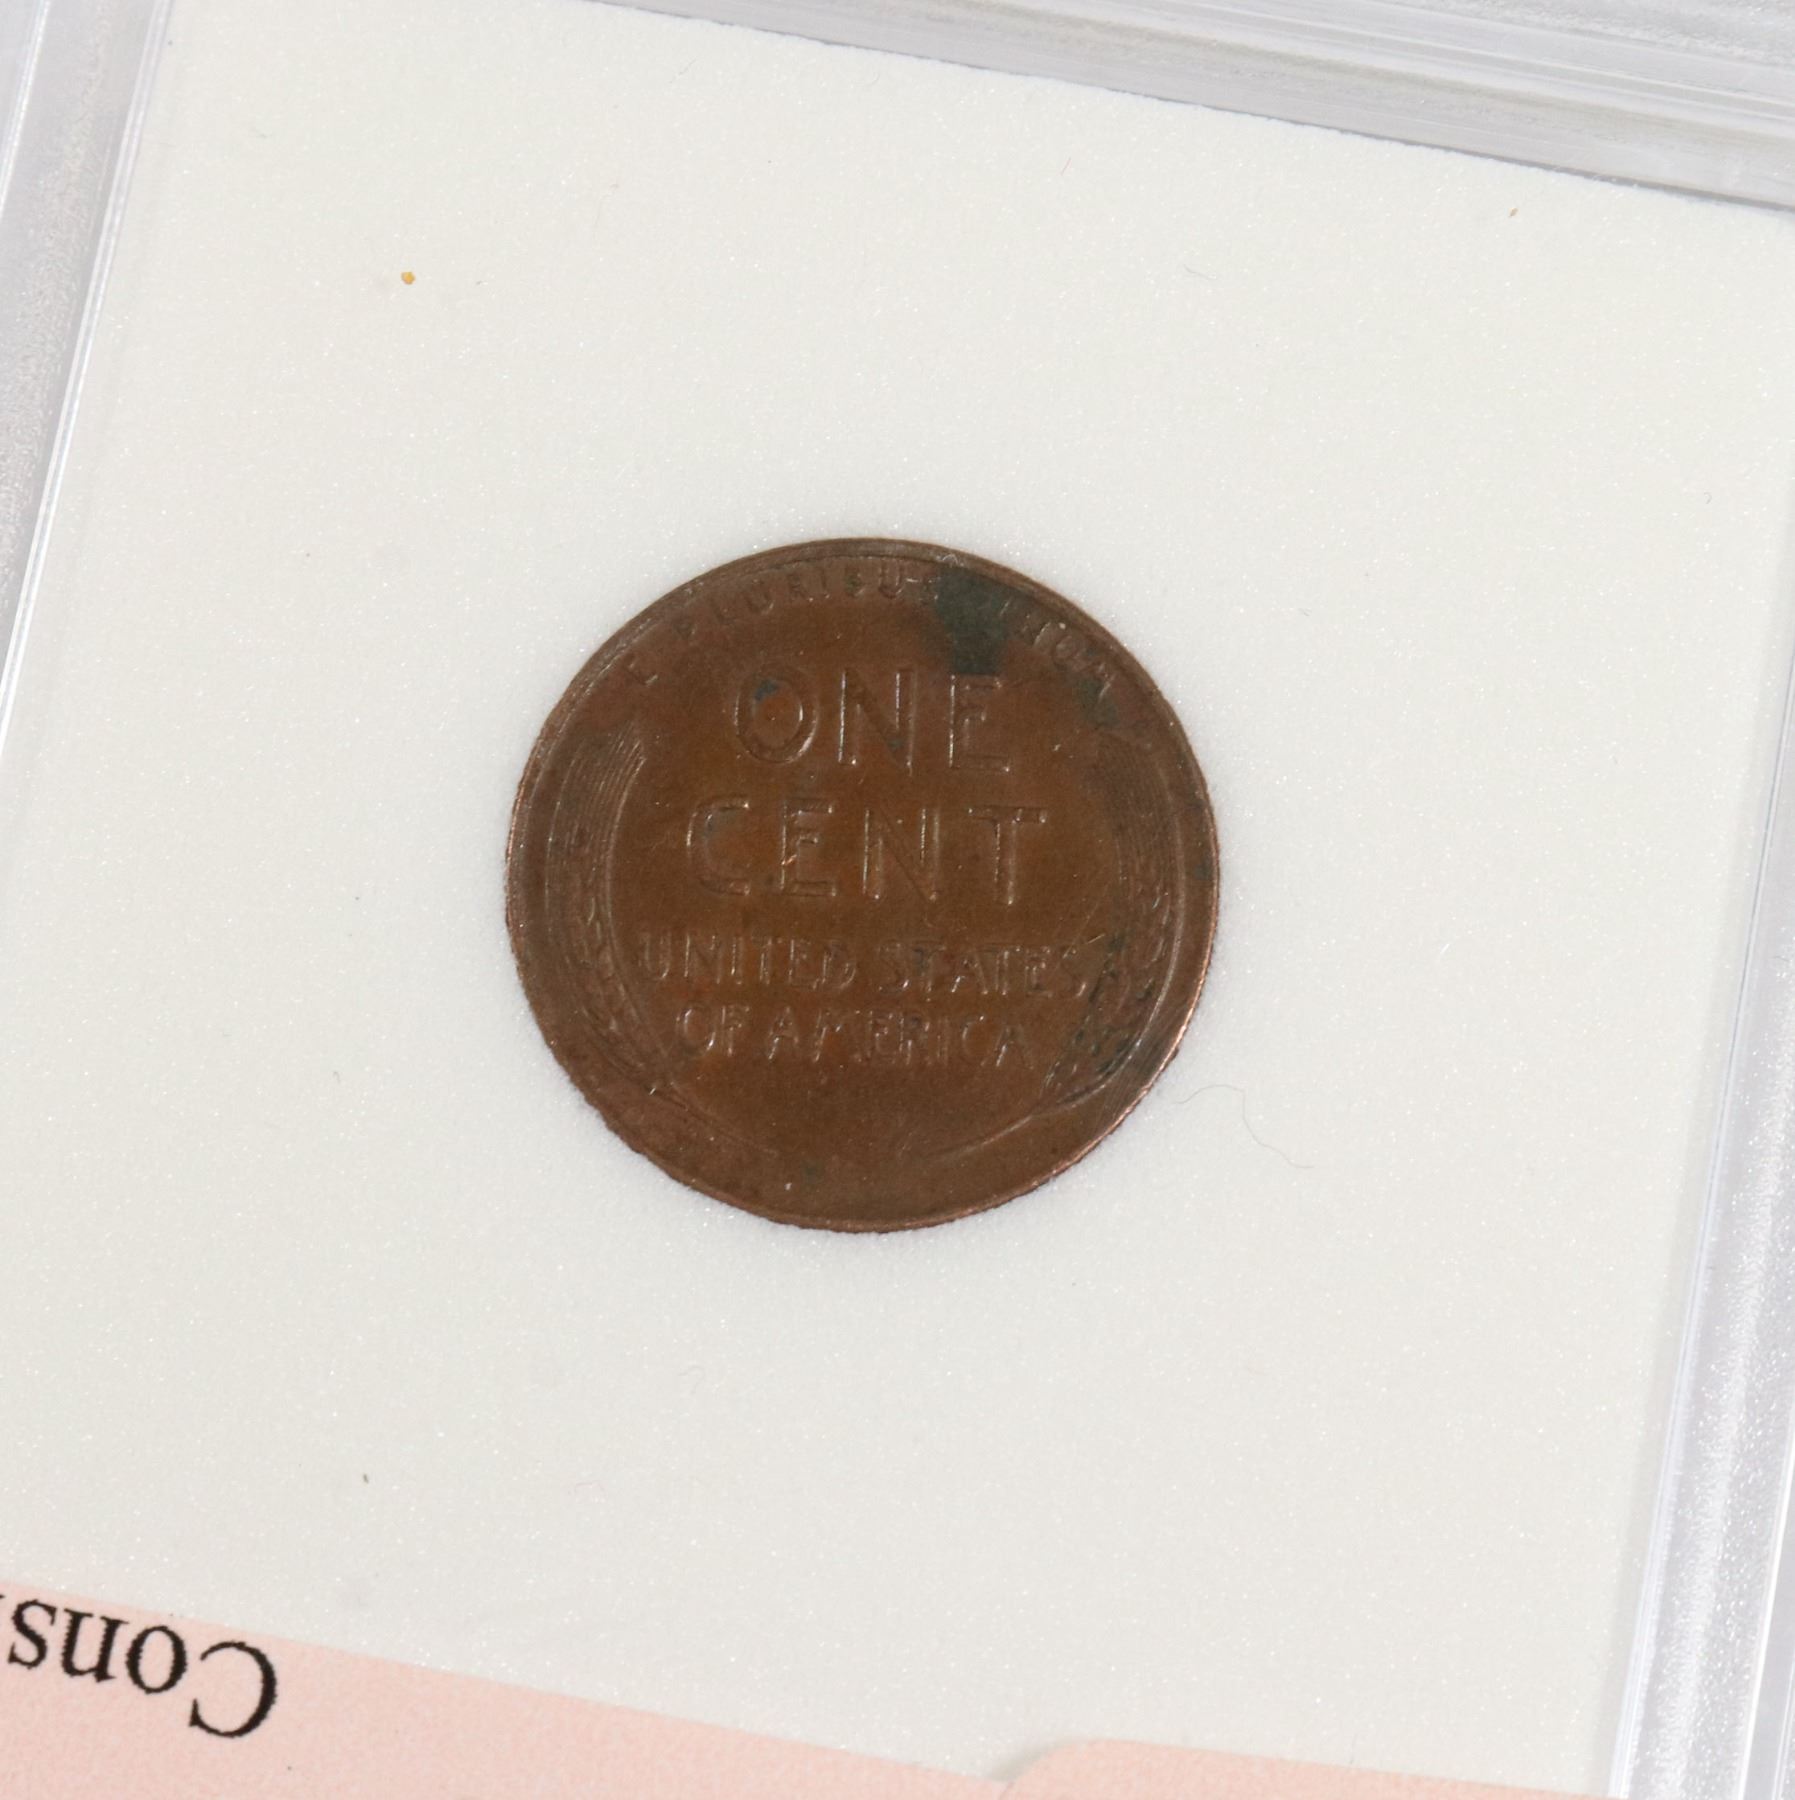 E PLURIBUS UNUM
ONE
CENT
UNITED STATES
OF AMERICA
Cons